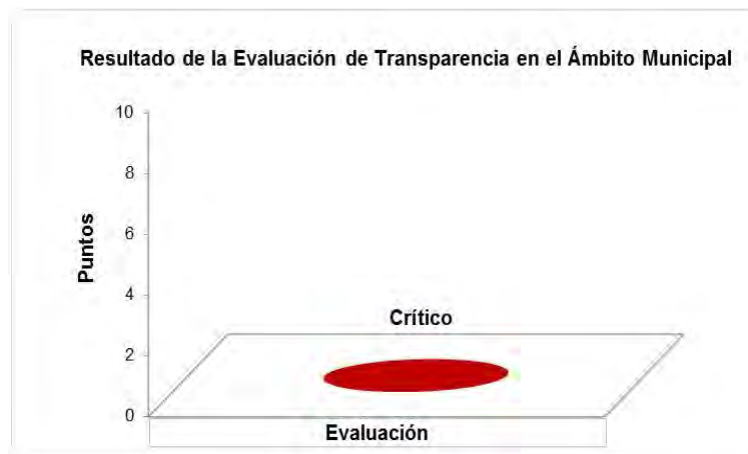 Resultado de la Evaluación de Transparencia en el Ámbito Municipal
10
8
6
4
2
0
Puntos
Crítico
Evaluación